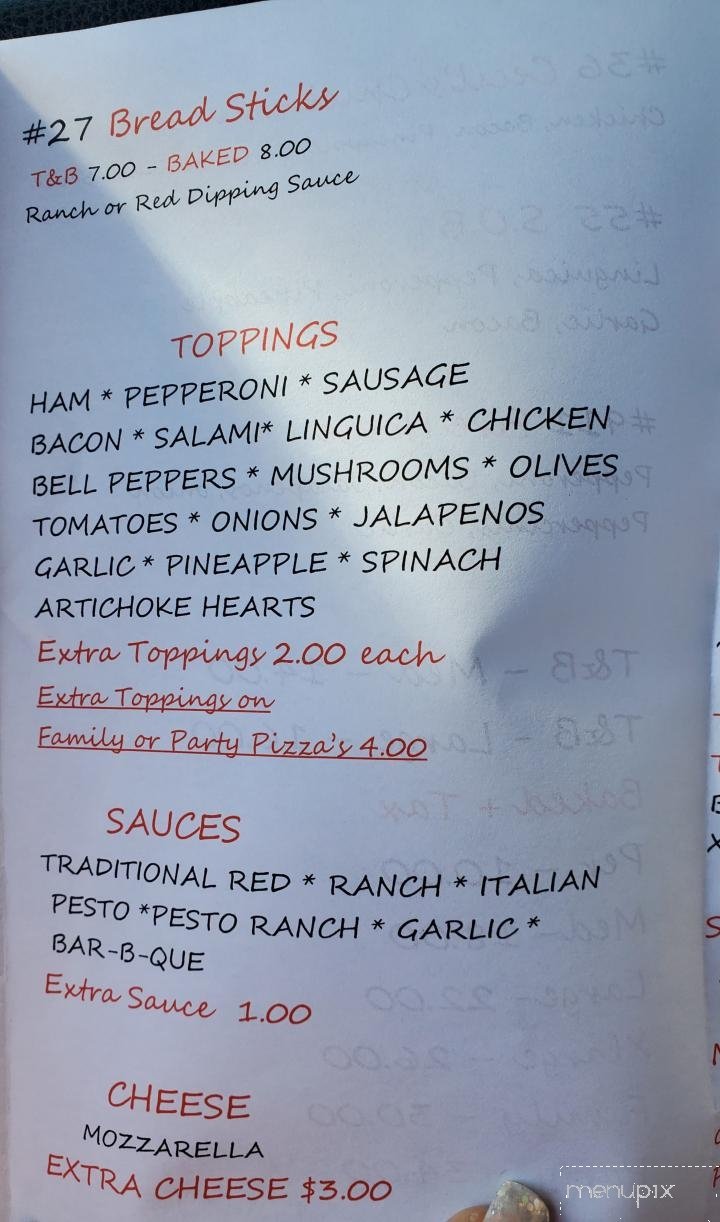 #27 Bread Sticks
T&B 7.00 - BAKED 8.00
Ranch or Red Dipping Sauce
TOPPINGS
HAM * PEPPERONI * SAUSAGE
BACON * SALAMI* LINGUICA * CHICKEN
BELL PEPPERS * MUSHROOMS * OLIVES
TOMATOES * ONIONS * JALAPENOS
GARLIC * PINEAPPLE * SPINACH
ARTICHOKE HEARTS
Extra Toppings 2.00 each
Extra Toppings on
Family or Party Pizza's 4.00
SAUCES
TRADITIONAL RED * RANCH * ITALIAN
PESTO *PESTO RANCH * GARLIC *
BAR-B-QUE
Extra Sauce 1.00
CHEESE
MOZZARELLA
EXTRA CHEESE $3.00
menupix